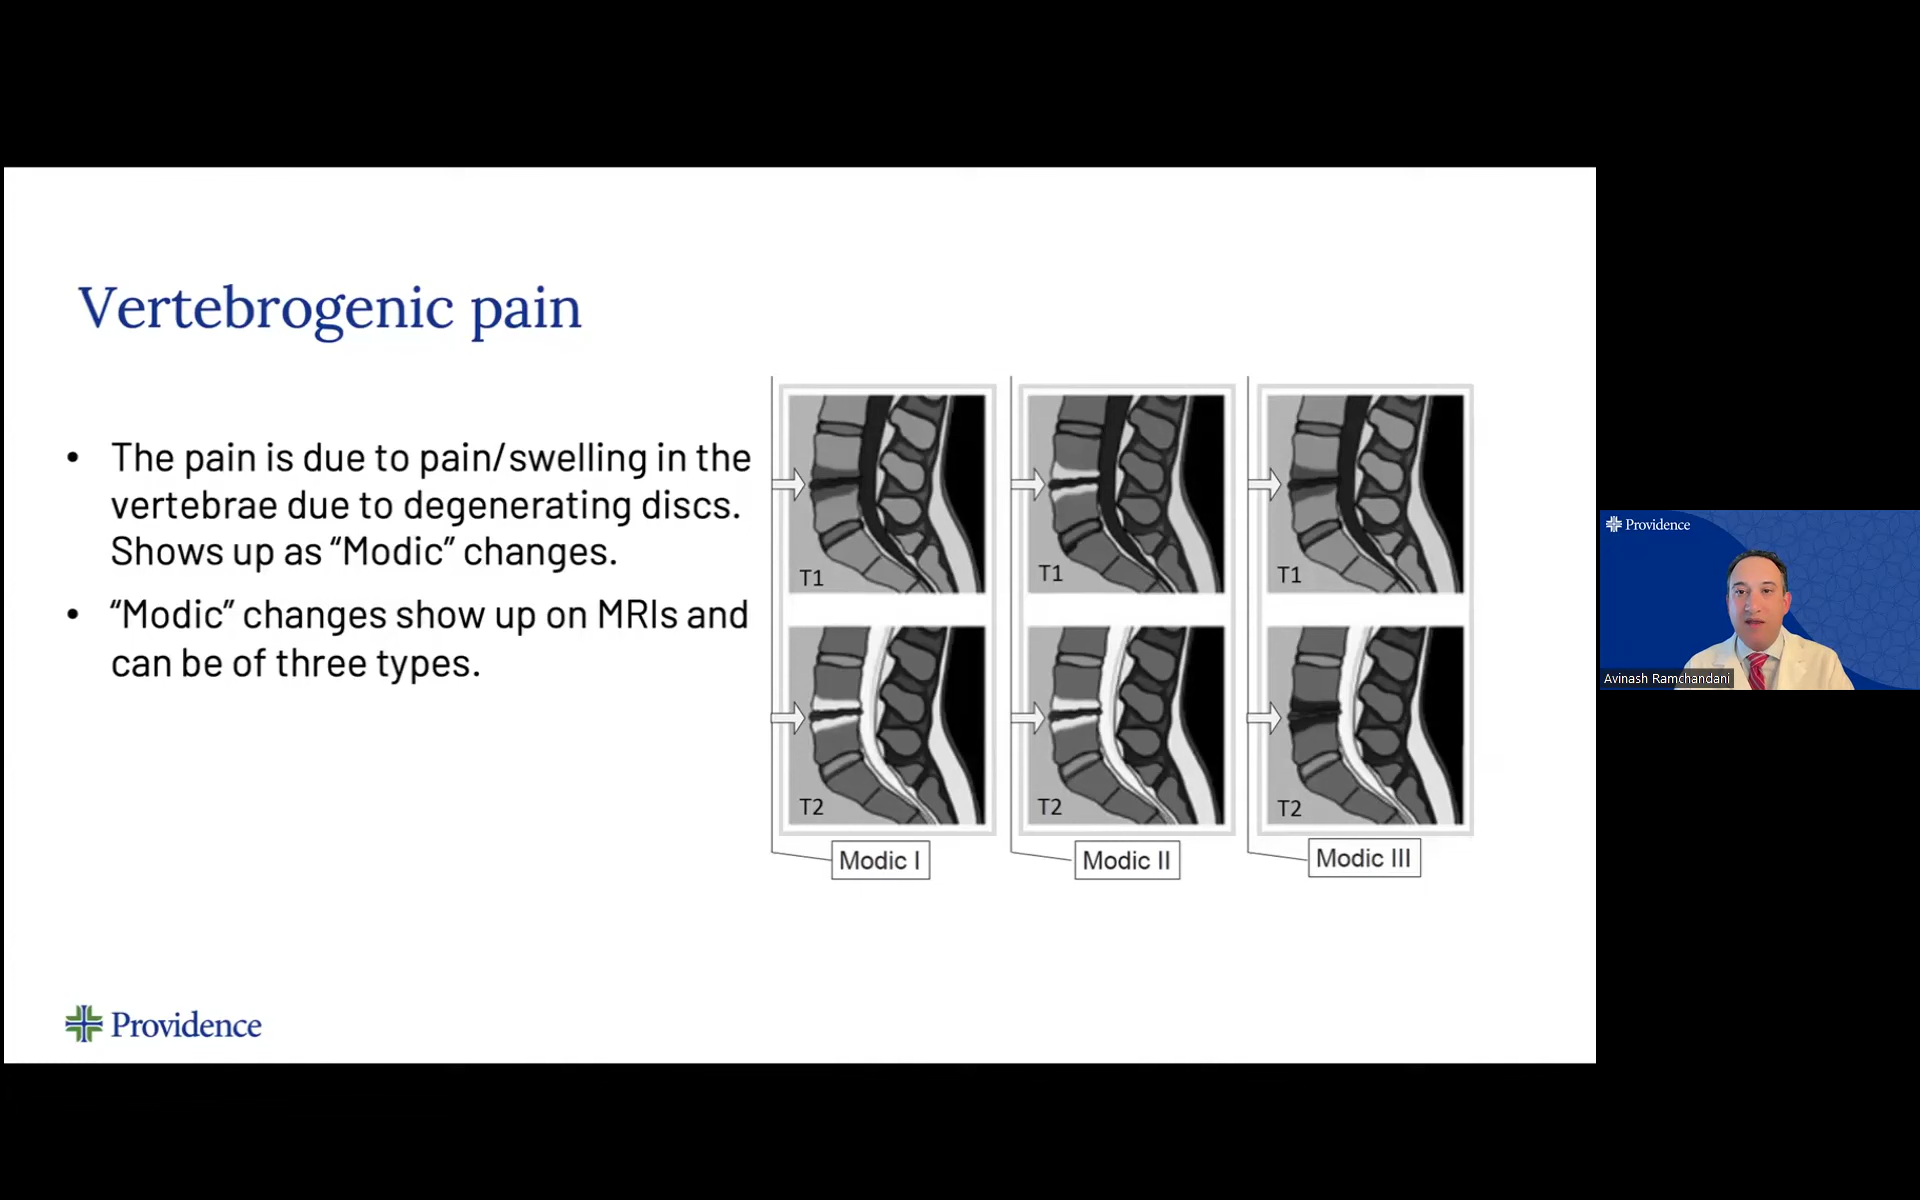 Vertebrogenic pain
• The pain is due to pain/swelling in the
vertebrae due to degenerating discs.
Shows up as “Modic” changes.
• “Modic” changes show up on MRIs and
can be of three types.
T1
T1
T1
T2
T2
T2
Modic I
Modic II
Modic III
Providence
Providence
Avinash Ramchandani